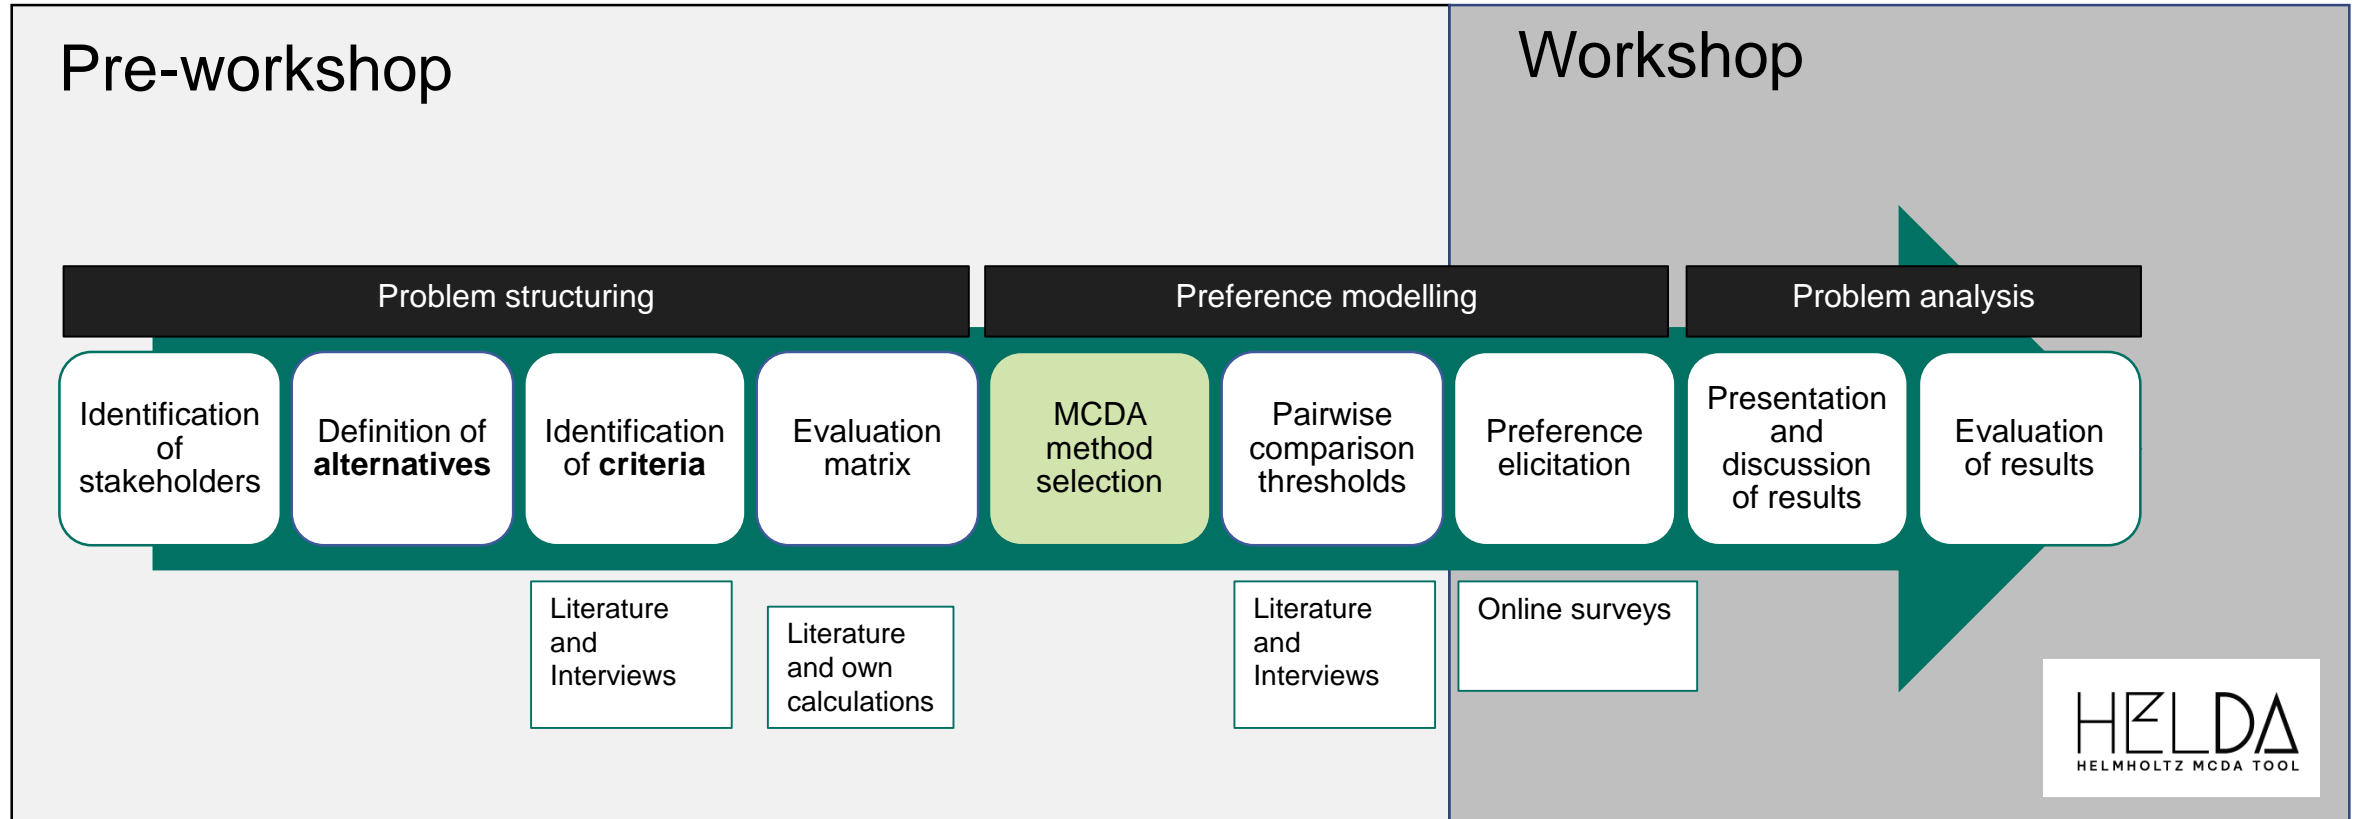 Pre-workshop
Workshop
Problem structuring
Preference modelling
Problem analysis
Identification
of
stakeholders
Definition of
alternatives
Identification
of criteria
Evaluation
matrix
MCDA
method
selection
Pairwise
comparison
thresholds
Preference
elicitation
Presentation
and
discussion
of results
Evaluation
of results
Literature
and
Interviews
Literature
and own
calculations
Literature
and
Interviews
Online surveys
HELDA
HELMHOLTZ MCDA TOOL